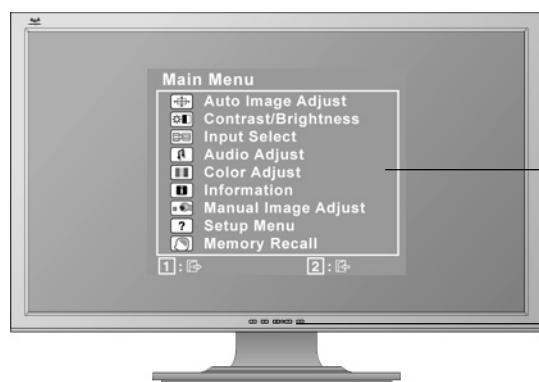 Main Menu
Auto Image Adjust
Contrast/Brightness
Input Select
Audio Adjust
Color Adjust
Information
Manual Image Adjust
? Setup Menu
Memory Recall
1: 2: